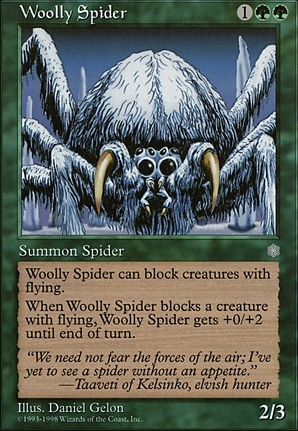 Woolly Spider 1
Summon Spider
Woolly Spider can block creatures with
flying.
When Woolly Spider blocks a creature
with flying, Woolly Spider gets +0/+2
until end of turn.
“We need not fear the forces of the air; I’ve
yet to see a spider without an appetite.”
—Taaveti of Kelsinko, elvish hunter
Illus. Daniel Gelon
©1993-1998 Wizards of the Coast, Inc.
2/3